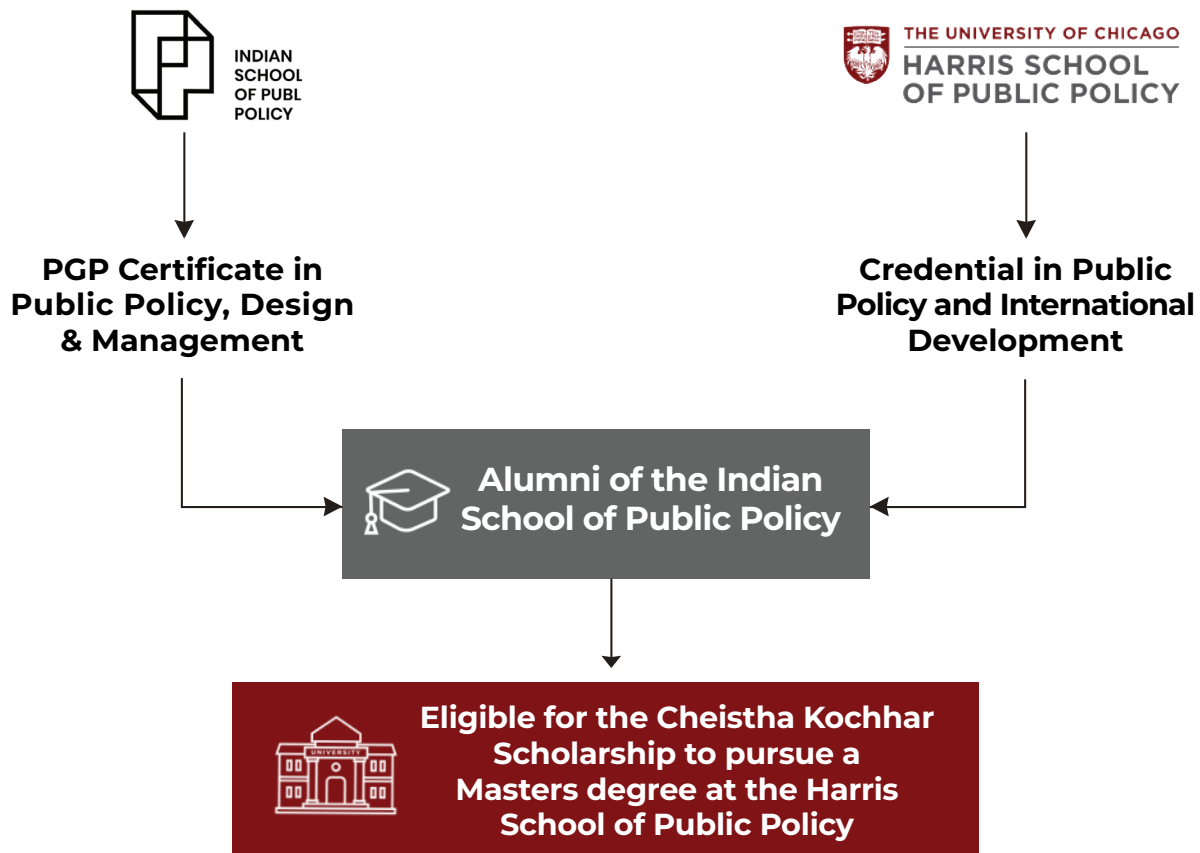 INDIAN
SCHOOL
OF PUBL
POLICY
THE UNIVERSITY OF CHICAGO
HARRIS SCHOOL
OF PUBLIC POLICY
PGP Certificate in
Public Policy, Design
& Management
Credential in Public
Policy and International
Development
Alumni of the Indian
School of Public Policy
UNIVERSITY
Eligible for the Cheistha Kochhar
Scholarship to pursue a
Masters degree at the Harris
School of Public Policy